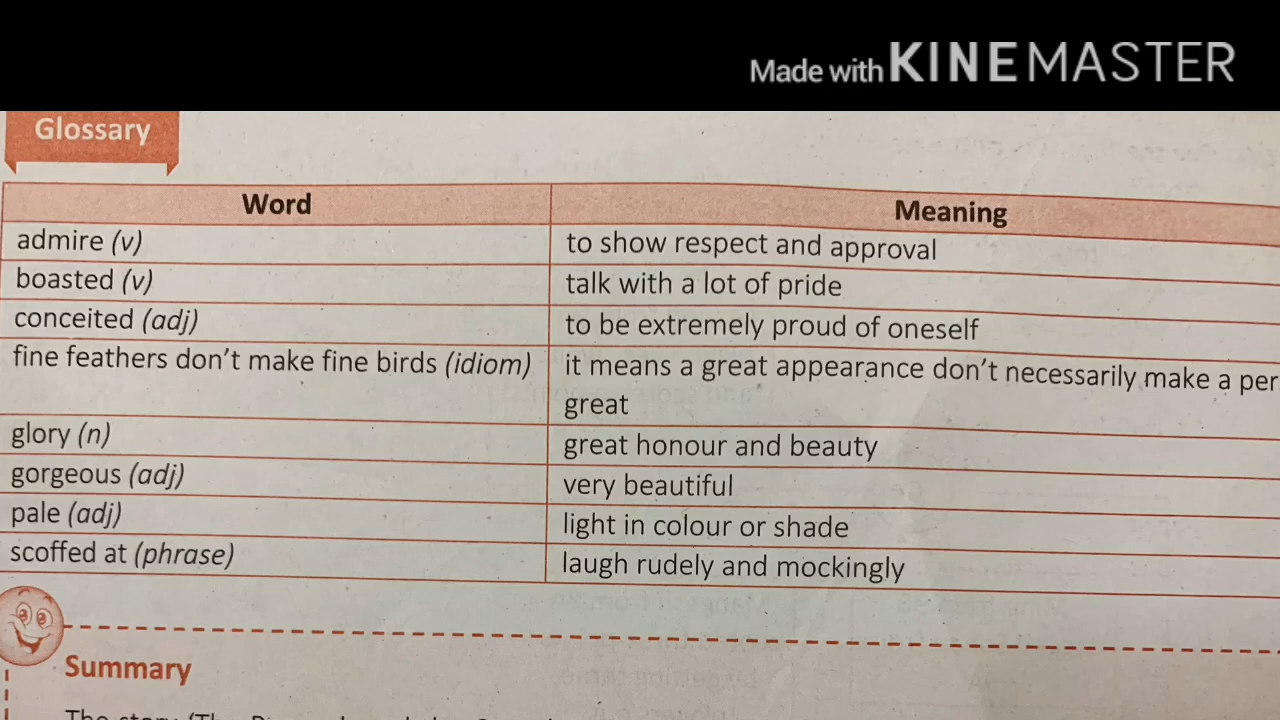 Made with KINEMASTER
Glossary
Word Meaning
admire (v) to show respect and approval
boasted (v) talk with a lot of pride
conceited (adj) to be extremely proud of oneself
fine feathers don't make fine birds (idiom) it means a great appearance don't necessarily make a per
great
glory (n) great honour and beauty
gorgeous (adj) very beautiful
pale (adj) light in colour or shade
scoffed at (phrase) laugh rudely and mockingly
Summary